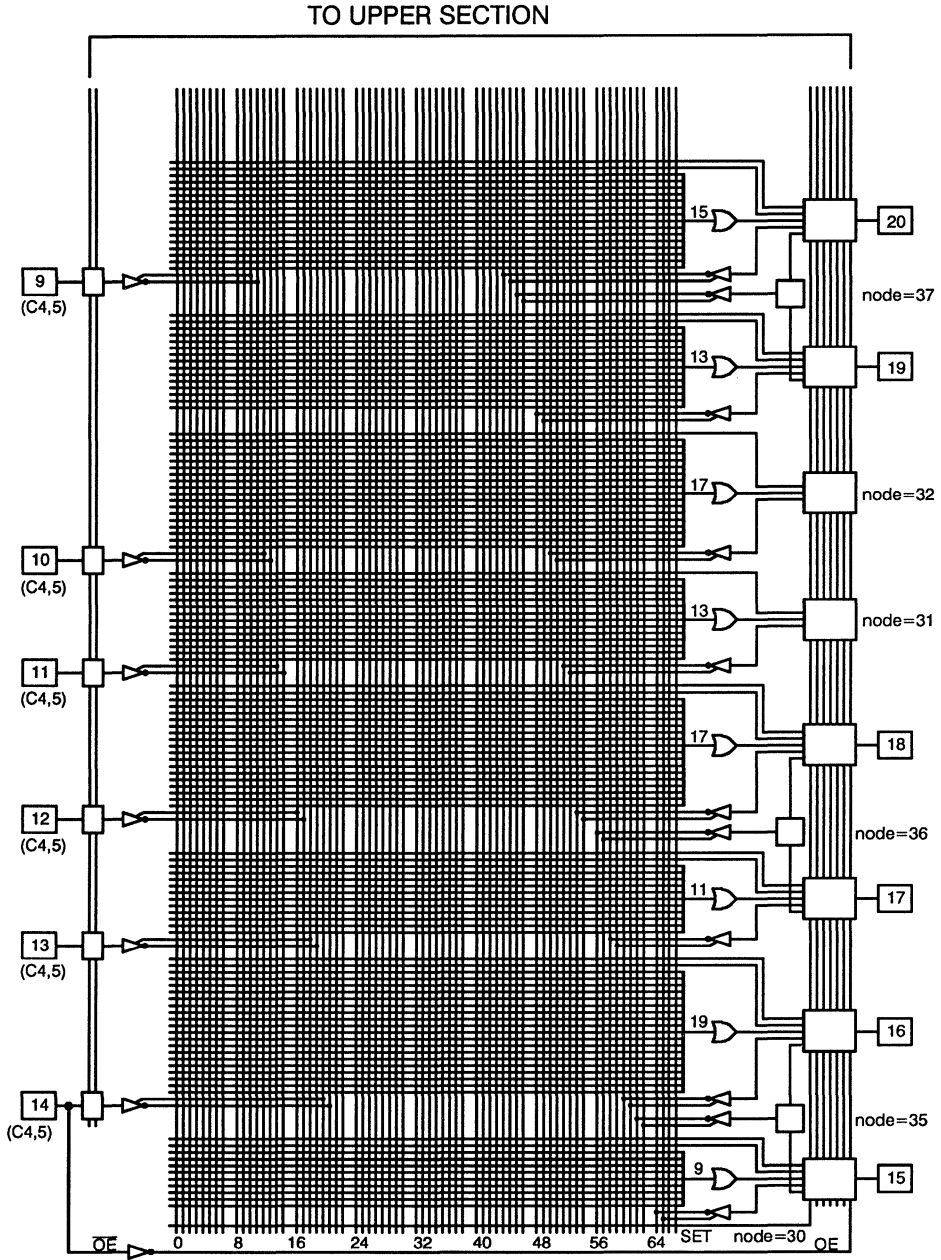 TO UPPER SECTION
15
20
9
(C4,5)
node=37
13
19
17
node=32
10
(C4,5)
13
node=31
11
(C4,5)
17
18
12
(C4,5)
node=36
11
17
13
(C4,5)
19
16
14
(C4,5)
node=35
9
15
OE 0 8 16 24 32 40 48 56 64 SET node=30 OE